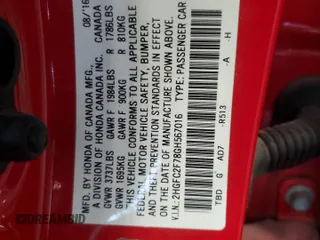 MFD. BY HONDA OF CANADA MFG., 08/'16
A DIVISION OF HONDA CANADA INC., CANADA
GVWR 3737LBS GAWR F 1984LBS R 1786LBS
GVWR 1695KG GAWR F 900KG R 810KG
THIS VEHICLE CONFORMS TO ALL APPLICABLE
FEDERAL MOTOR VEHICLE SAFETY, BUMPER,
THEFT PREVENTION STANDARDS IN EFFECT ON
THE DATE OF MANUFACTURE SHOWN ABOVE.
V.I.N.:2HGFC2F78GH567016 PASSENGER CAR
TBD G AD7 -R513 -A -H
DREAMSID